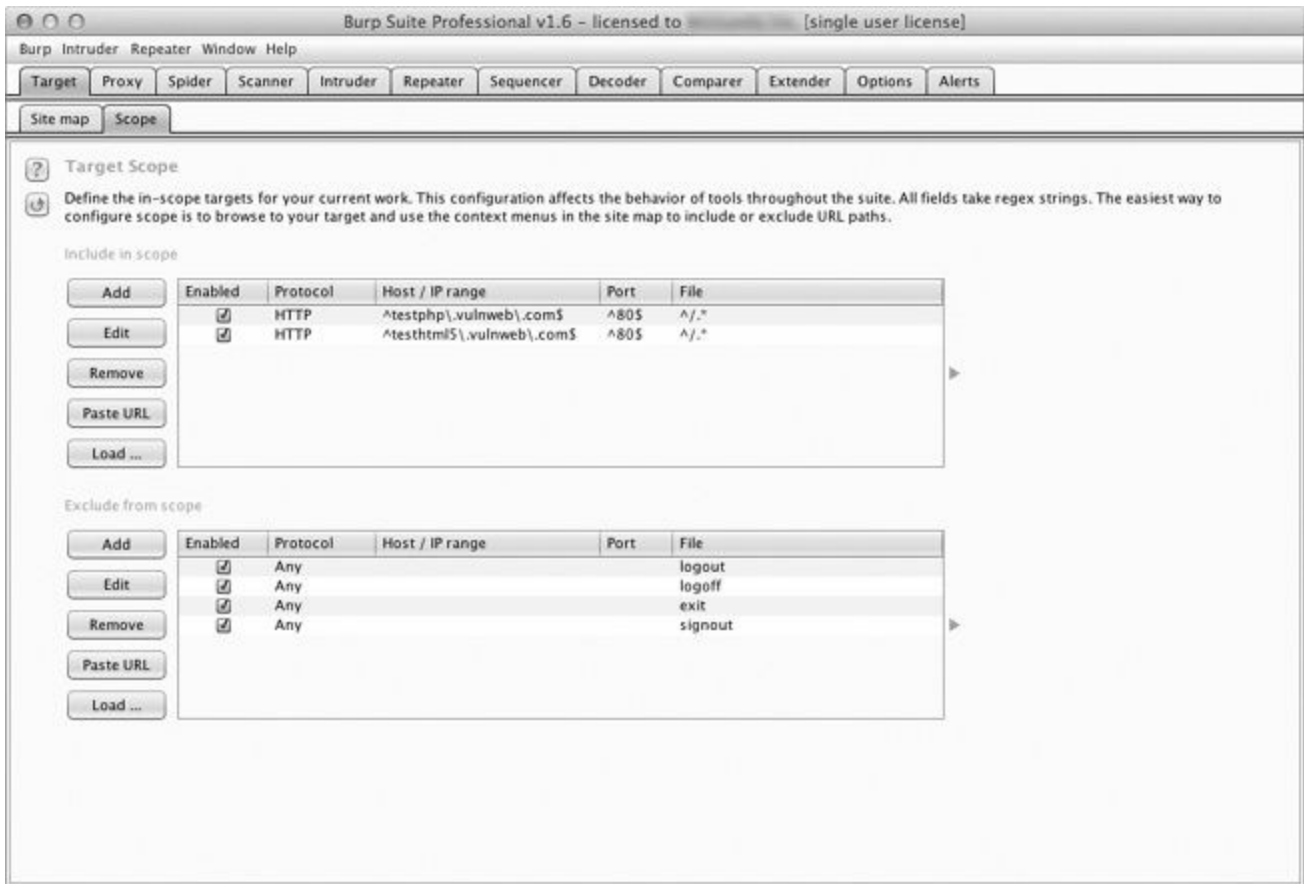 Burp Suite Professional v1.6 – licensed to [single user license]
Burp Intruder Repeater Window Help
Target Proxy Spider Scanner Intruder Repeater Sequencer Decoder Comparer Extender Options Alerts
Site map Scope
? Target Scope
Define the in-scope targets for your current work. This configuration affects the behavior of tools throughout the suite. All fields take regex strings. The easiest way to
configure scope is to browse to your target and use the context menus in the site map to include or exclude URL paths.
Include in scope
Add
Edit
Remove
Paste URL
Load ...
Enabled Protocol Host / IP range Port File
HTTP ^testphp\.vulnweb\.com$ ^80$ ^/.*
HTTP ^testhtml5\.vulnweb\.com$ ^80$ ^/.*
Exclude from scope
Add
Edit
Remove
Paste URL
Load ...
Enabled Protocol Host / IP range Port File
Any logout
Any logoff
Any exit
Any signout